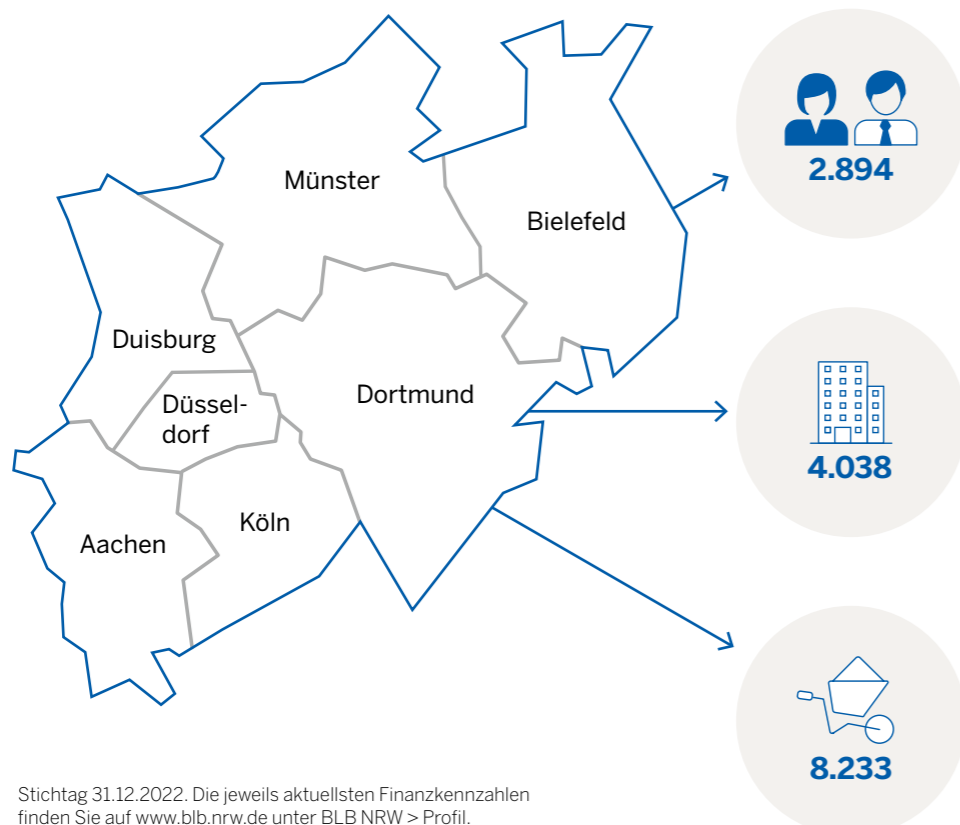 Münster
Bielefeld
Duisburg
Düssel-
dorf
Dortmund
Köln
Aachen
2.894
4.038
8.233
Stichtag 31.12.2022. Die jeweils aktuellsten Finanzkennzahlen
finden Sie auf www.blb.nrw.de unter BLB NRW > Profil.